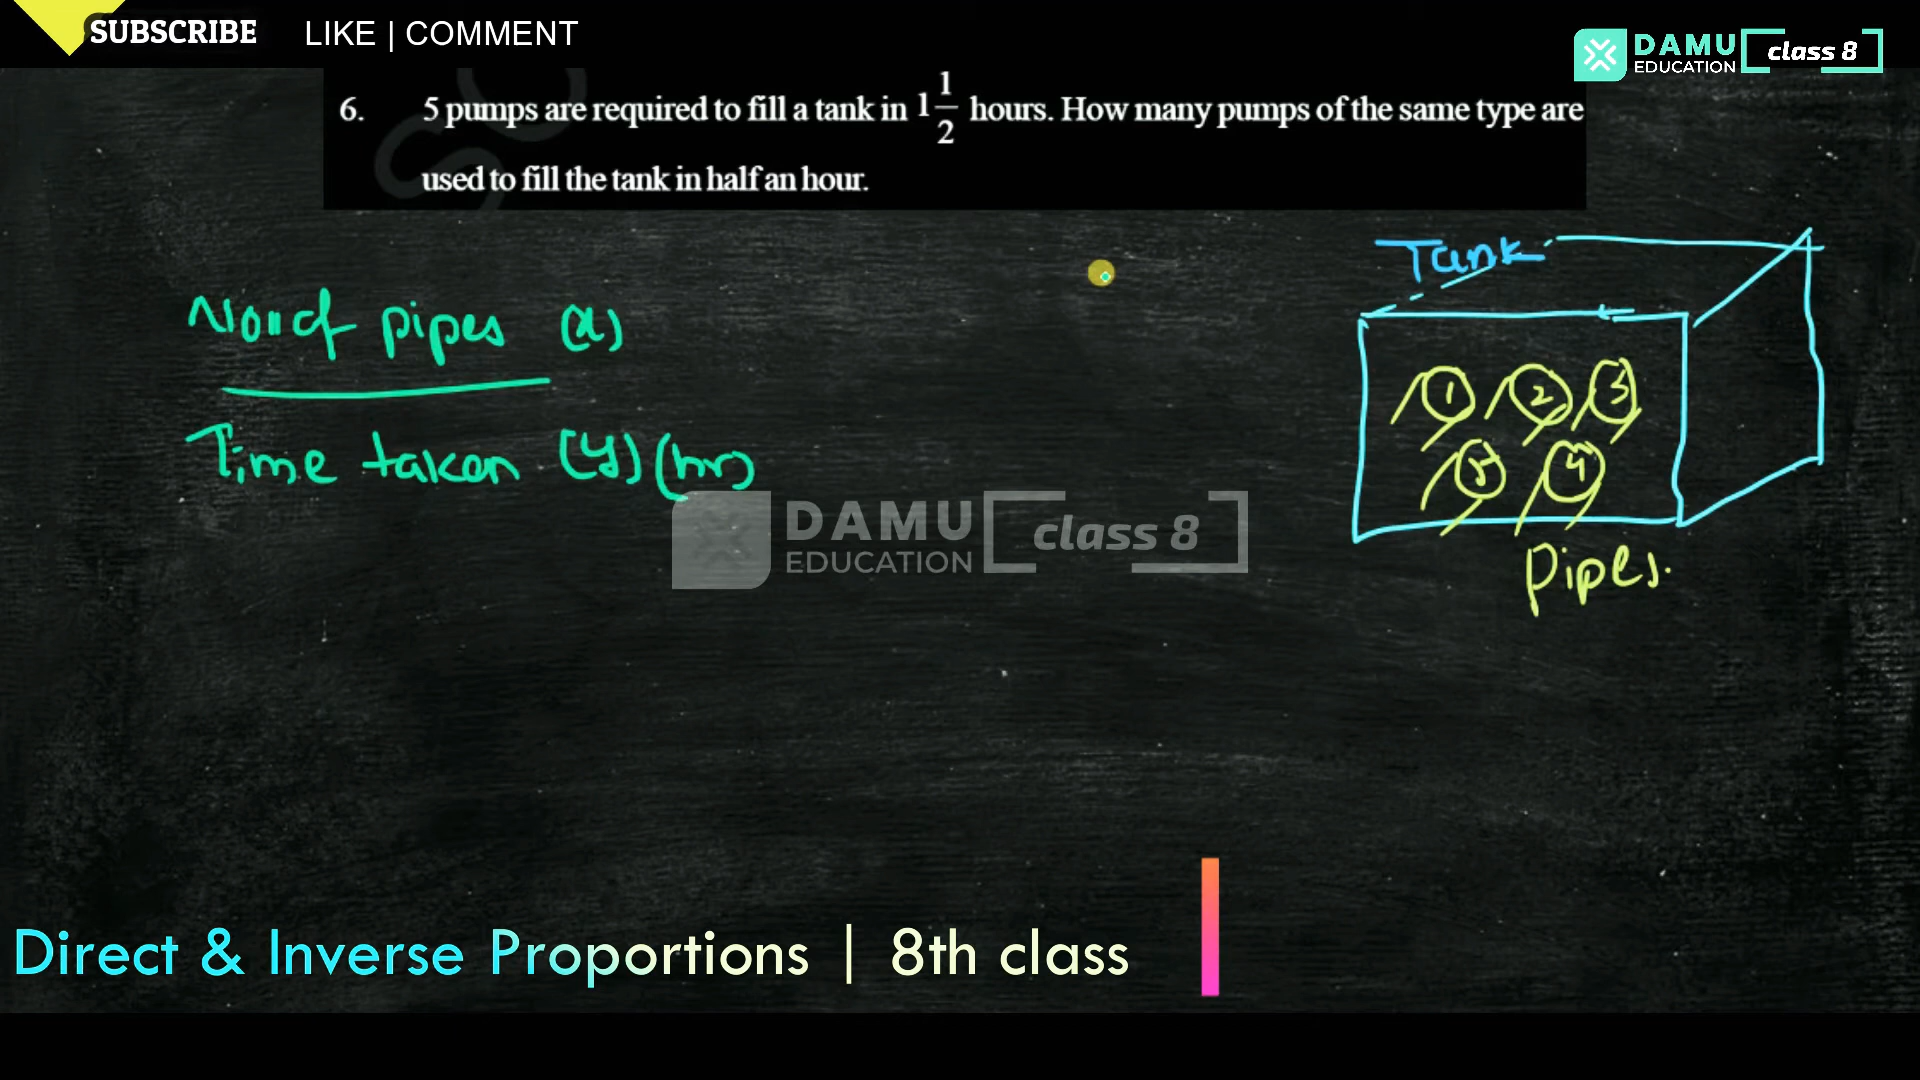 SUBSCRIBE LIKE | COMMENT
DAMU EDUCATION class 8
6. 5 pumps are required to fill a tank in 1 1/2 hours. How many pumps of the same type are
used to fill the tank in half an hour.
Tank
No. of pipes (x)
Time taken (y) (hr)
1 2 3
5 4
Pipes.
DAMU EDUCATION class 8
Direct & Inverse Proportions | 8th class